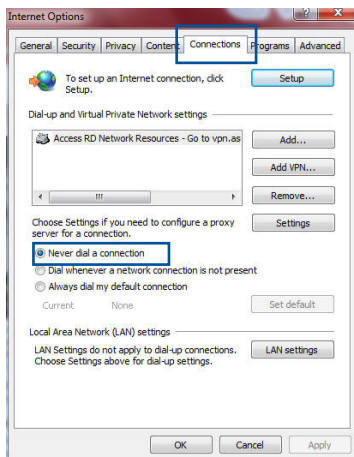 Internet Options
General Security Privacy Content Connections Programs Advanced
To set up an Internet connection, click
Setup.
Setup
Dial-up and Virtual Private Network settings
Access RD Network Resources - Go to vpn.as
Add...
Add VPN...
Remove...
Choose Settings if you need to configure a proxy
server for a connection.
Settings
Never dial a connection
Dial whenever a network connection is not present
Always dial my default connection
Current None
Set default
Local Area Network (LAN) settings
LAN Settings do not apply to dial-up connections.
Choose Settings above for dial-up settings.
LAN settings
OK Cancel Apply